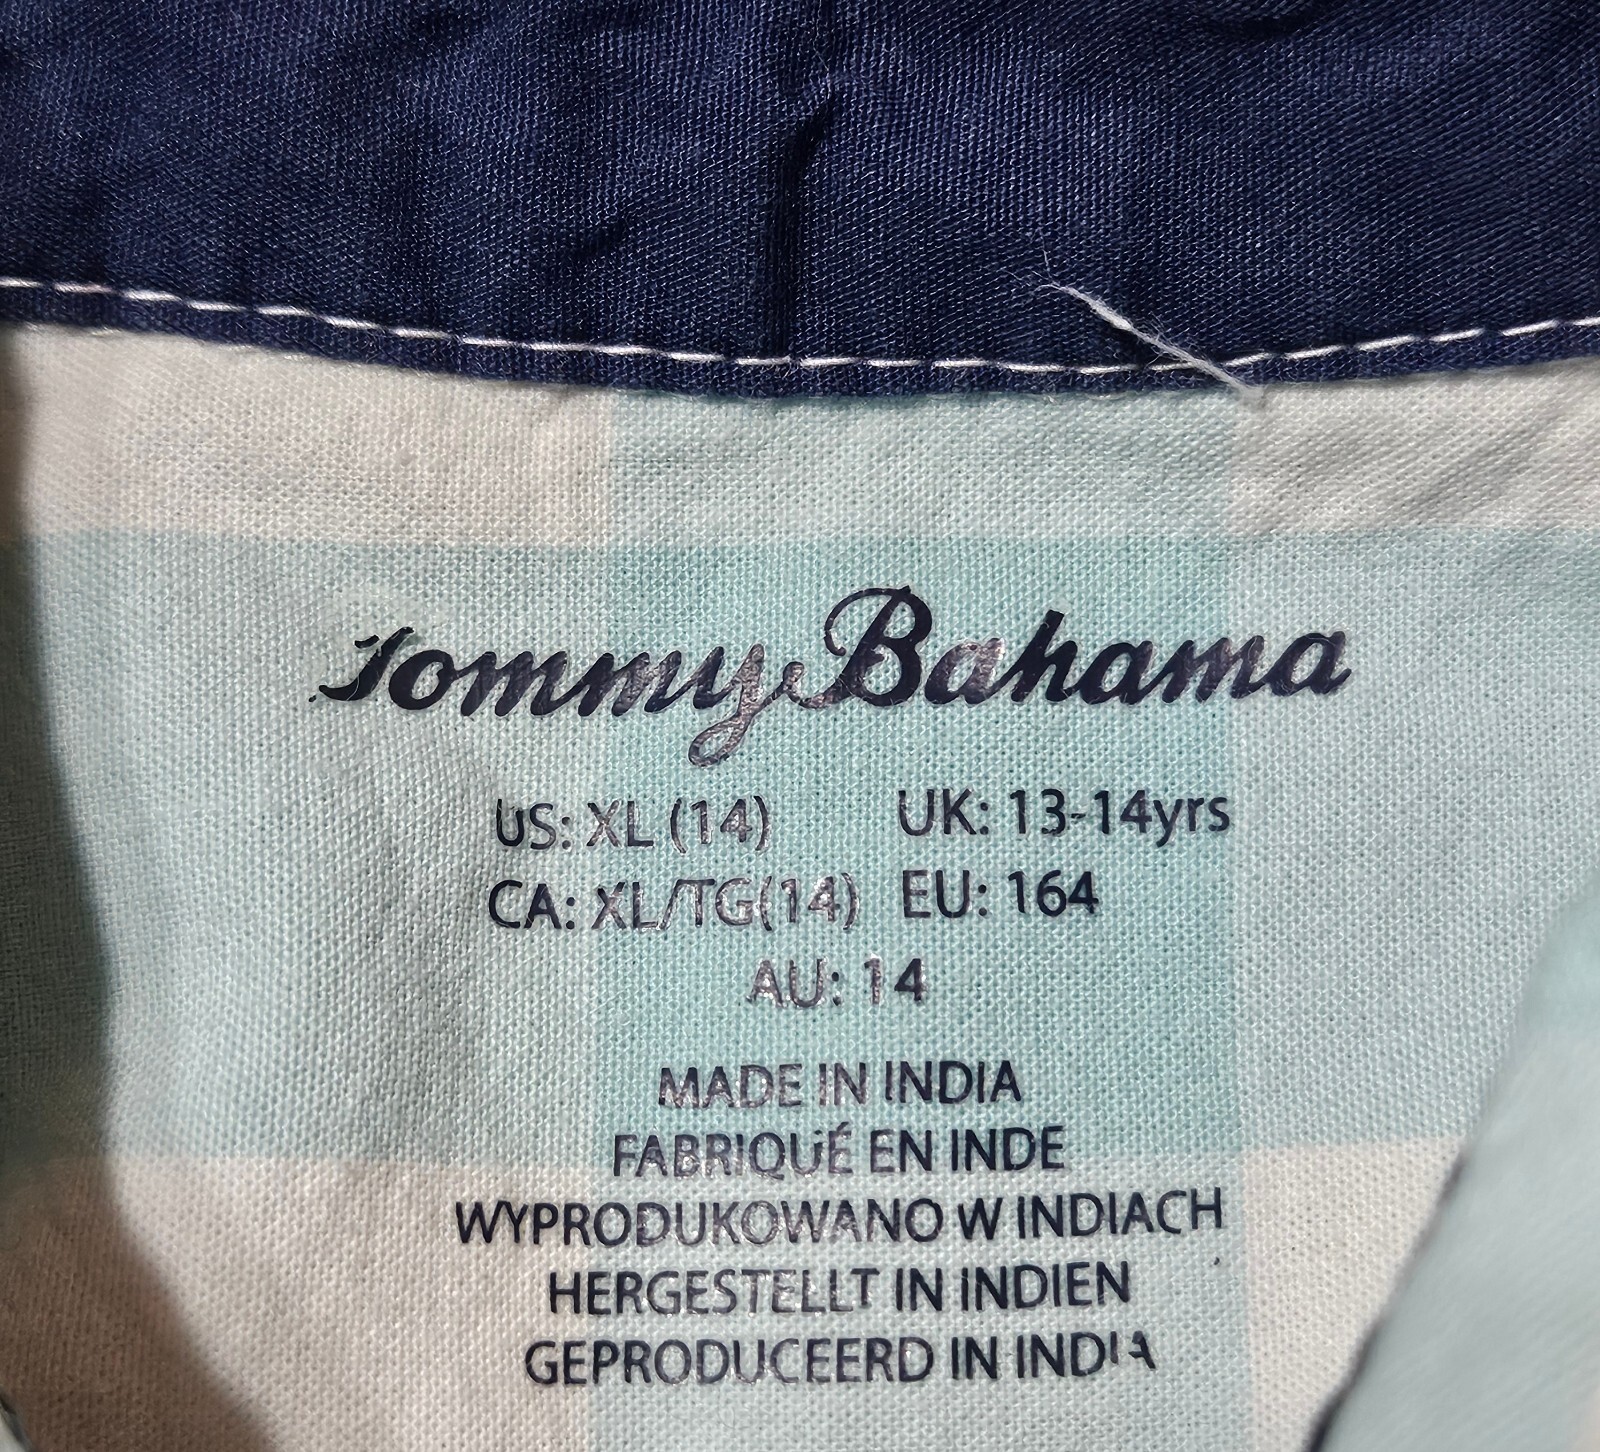 Tommy Bahama
US: XL (14) UK: 13-14yrs
CA: XL/TG(14) EU: 164
AU: 14
MADE IN INDIA
FABRIQUÉ EN INDE
WYPRODUKOWANO W INDIACH
HERGESTELLT IN INDIEN
GEPRODUCEERD IN INDIA